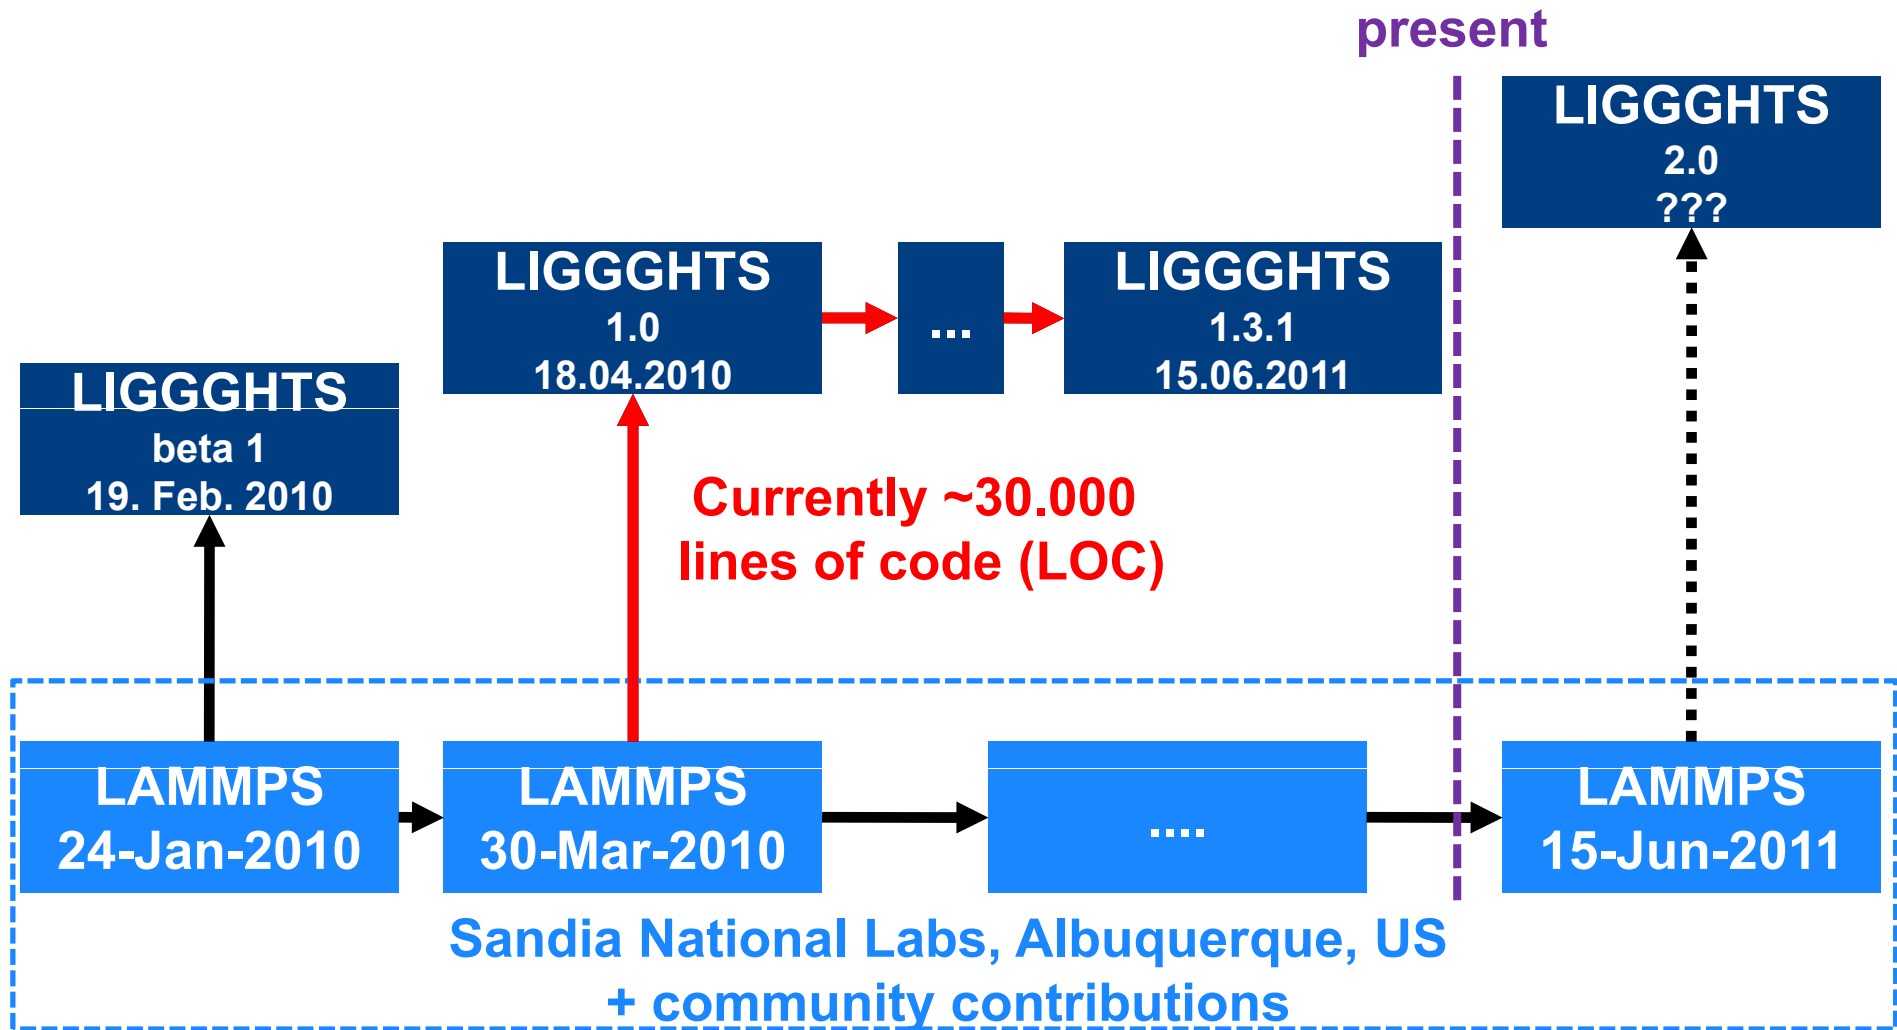 present
LIGGGHTS
2.0
???
LIGGGHTS
1.0
18.04.2010
...
LIGGGHTS
1.3.1
15.06.2011
LIGGGHTS
beta 1
19. Feb. 2010
Currently ~30.000
lines of code (LOC)
LAMMPS
24-Jan-2010
LAMMPS
30-Mar-2010
....
LAMMPS
15-Jun-2011
Sandia National Labs, Albuquerque, US
+ community contributions